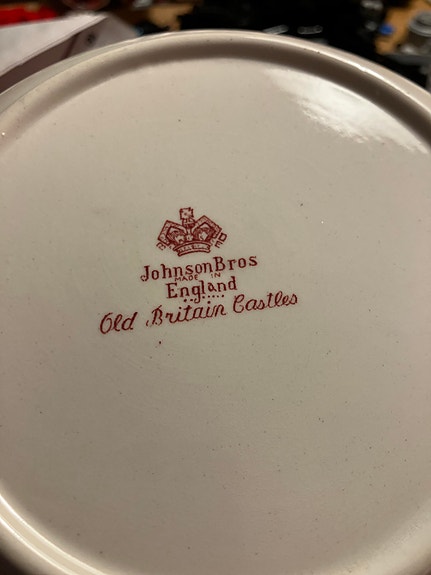 JohnsonBros
MADE IN
England
Old Britain Castles